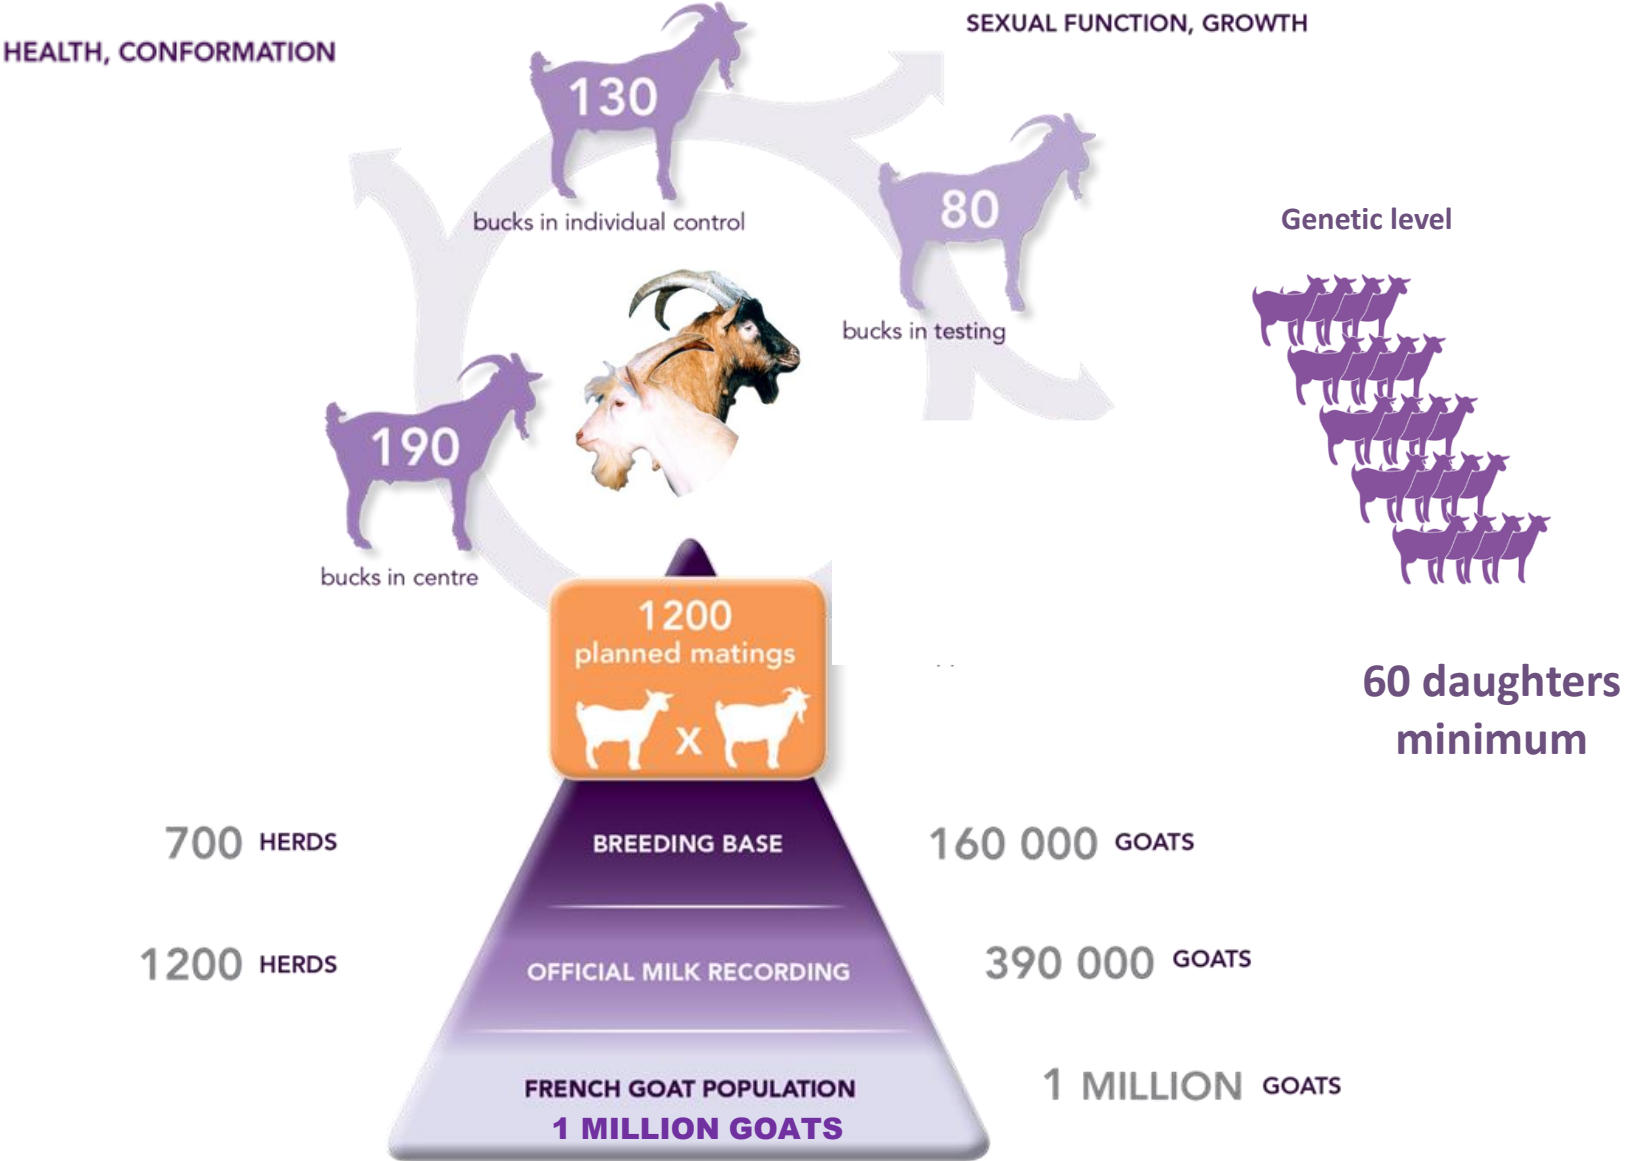 HEALTH, CONFORMATION
SEXUAL FUNCTION, GROWTH
130
bucks in individual control
80
bucks in testing
Genetic level
190
bucks in centre
1200
planned matings
x
60 daughters
minimum
700 HERDS
BREEDING BASE
160 000 GOATS
1200 HERDS
OFFICIAL MILK RECORDING
390 000 GOATS
FRENCH GOAT POPULATION
1 MILLION GOATS
1 MILLION GOATS